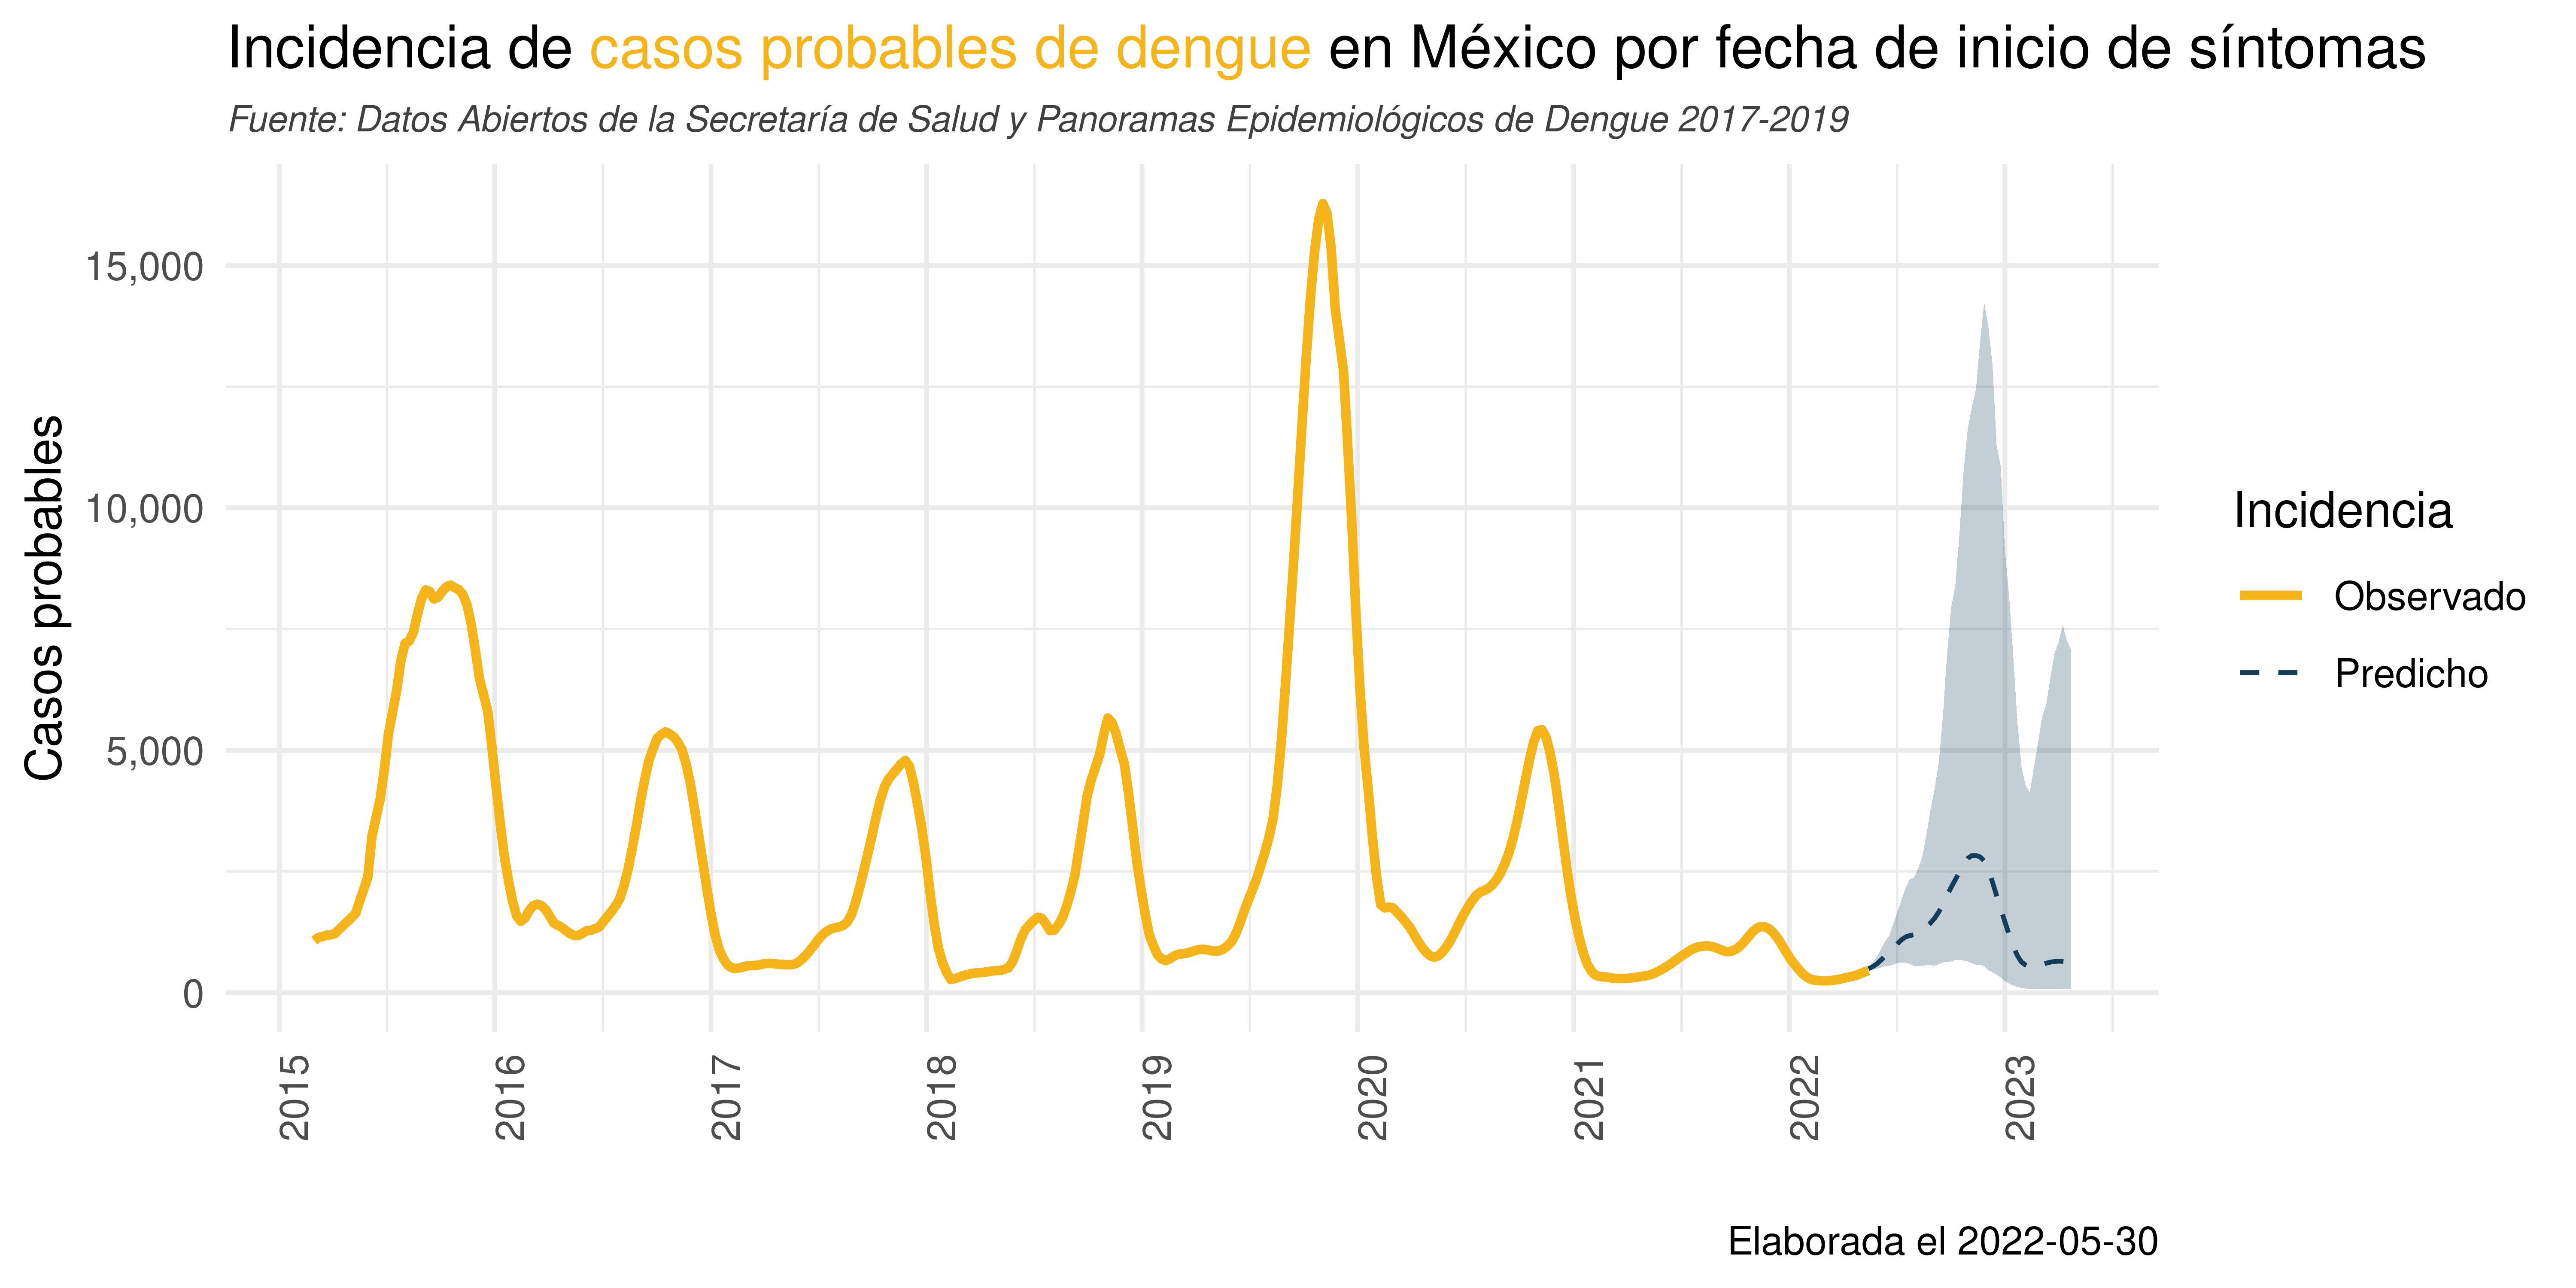 Incidencia de casos probables de dengue en México por fecha de inicio de síntomas
Fuente: Datos Abiertos de la Secretaría de Salud y Panoramas Epidemiológicos de Dengue 2017-2019
Casos probables
15,000
10,000
5,000
0
2015
2016
2017
2018
2019
2020
2021
2022
2023
Incidencia
Observado
Predicho
Elaborada el 2022-05-30